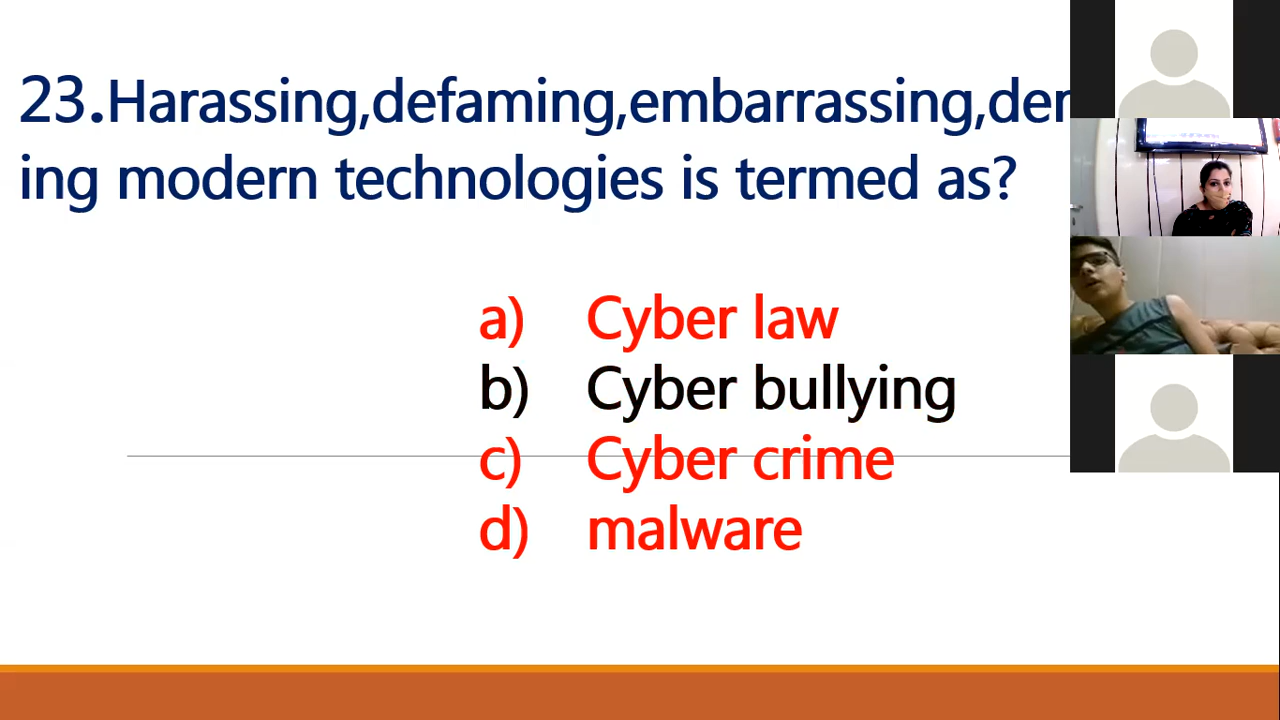 23.Harassing,defaming,embarrassing,
ing modern technologies is termed as?
a) Cyber law
b) Cyber bullying
c) Cyber crime
d) malware